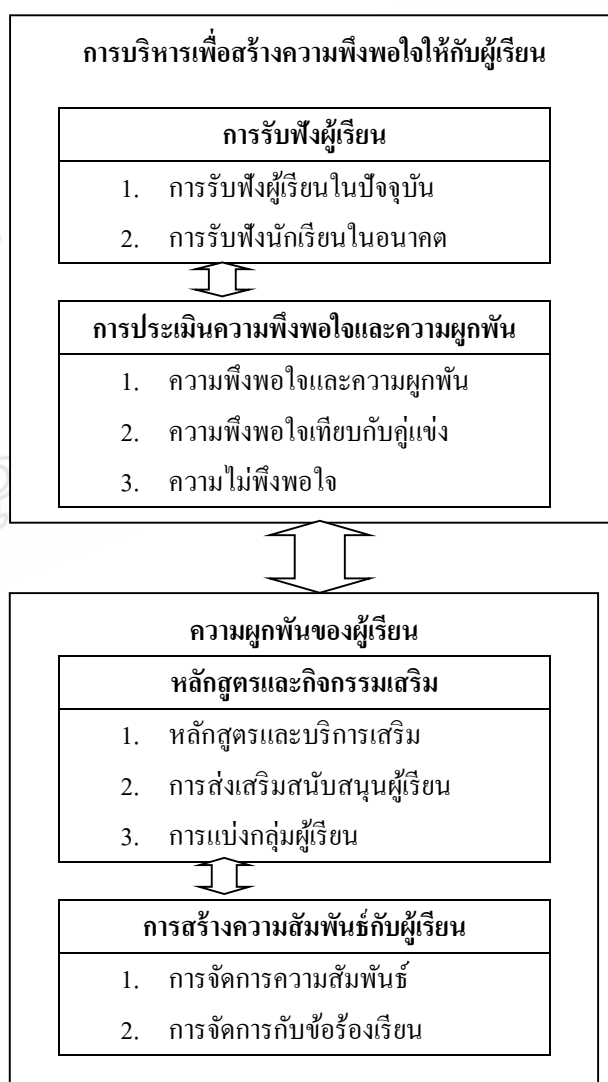 การบริหารเพื่อสร้างความพึงพอใจให้กับผู้เรียน
การรับฟังผู้เรียน
1. การรับฟังผู้เรียนในปัจจุบัน
2. การรับฟังนักเรียนในอนาคต
การประเมินความพึงพอใจและความผูกพัน
1. ความพึงพอใจและความผูกพัน
2. ความพึงพอใจเทียบกับคู่แข่ง
3. ความไม่พึงพอใจ
ความผูกพันของผู้เรียน
หลักสูตรและกิจกรรมเสริม
1. หลักสูตรและบริการเสริม
2. การส่งเสริมสนับสนุนผู้เรียน
3. การแบ่งกลุ่มผู้เรียน
การสร้างความสัมพันธ์กับผู้เรียน
1. การจัดการความสัมพันธ์
2. การจัดการกับข้อร้องเรียน